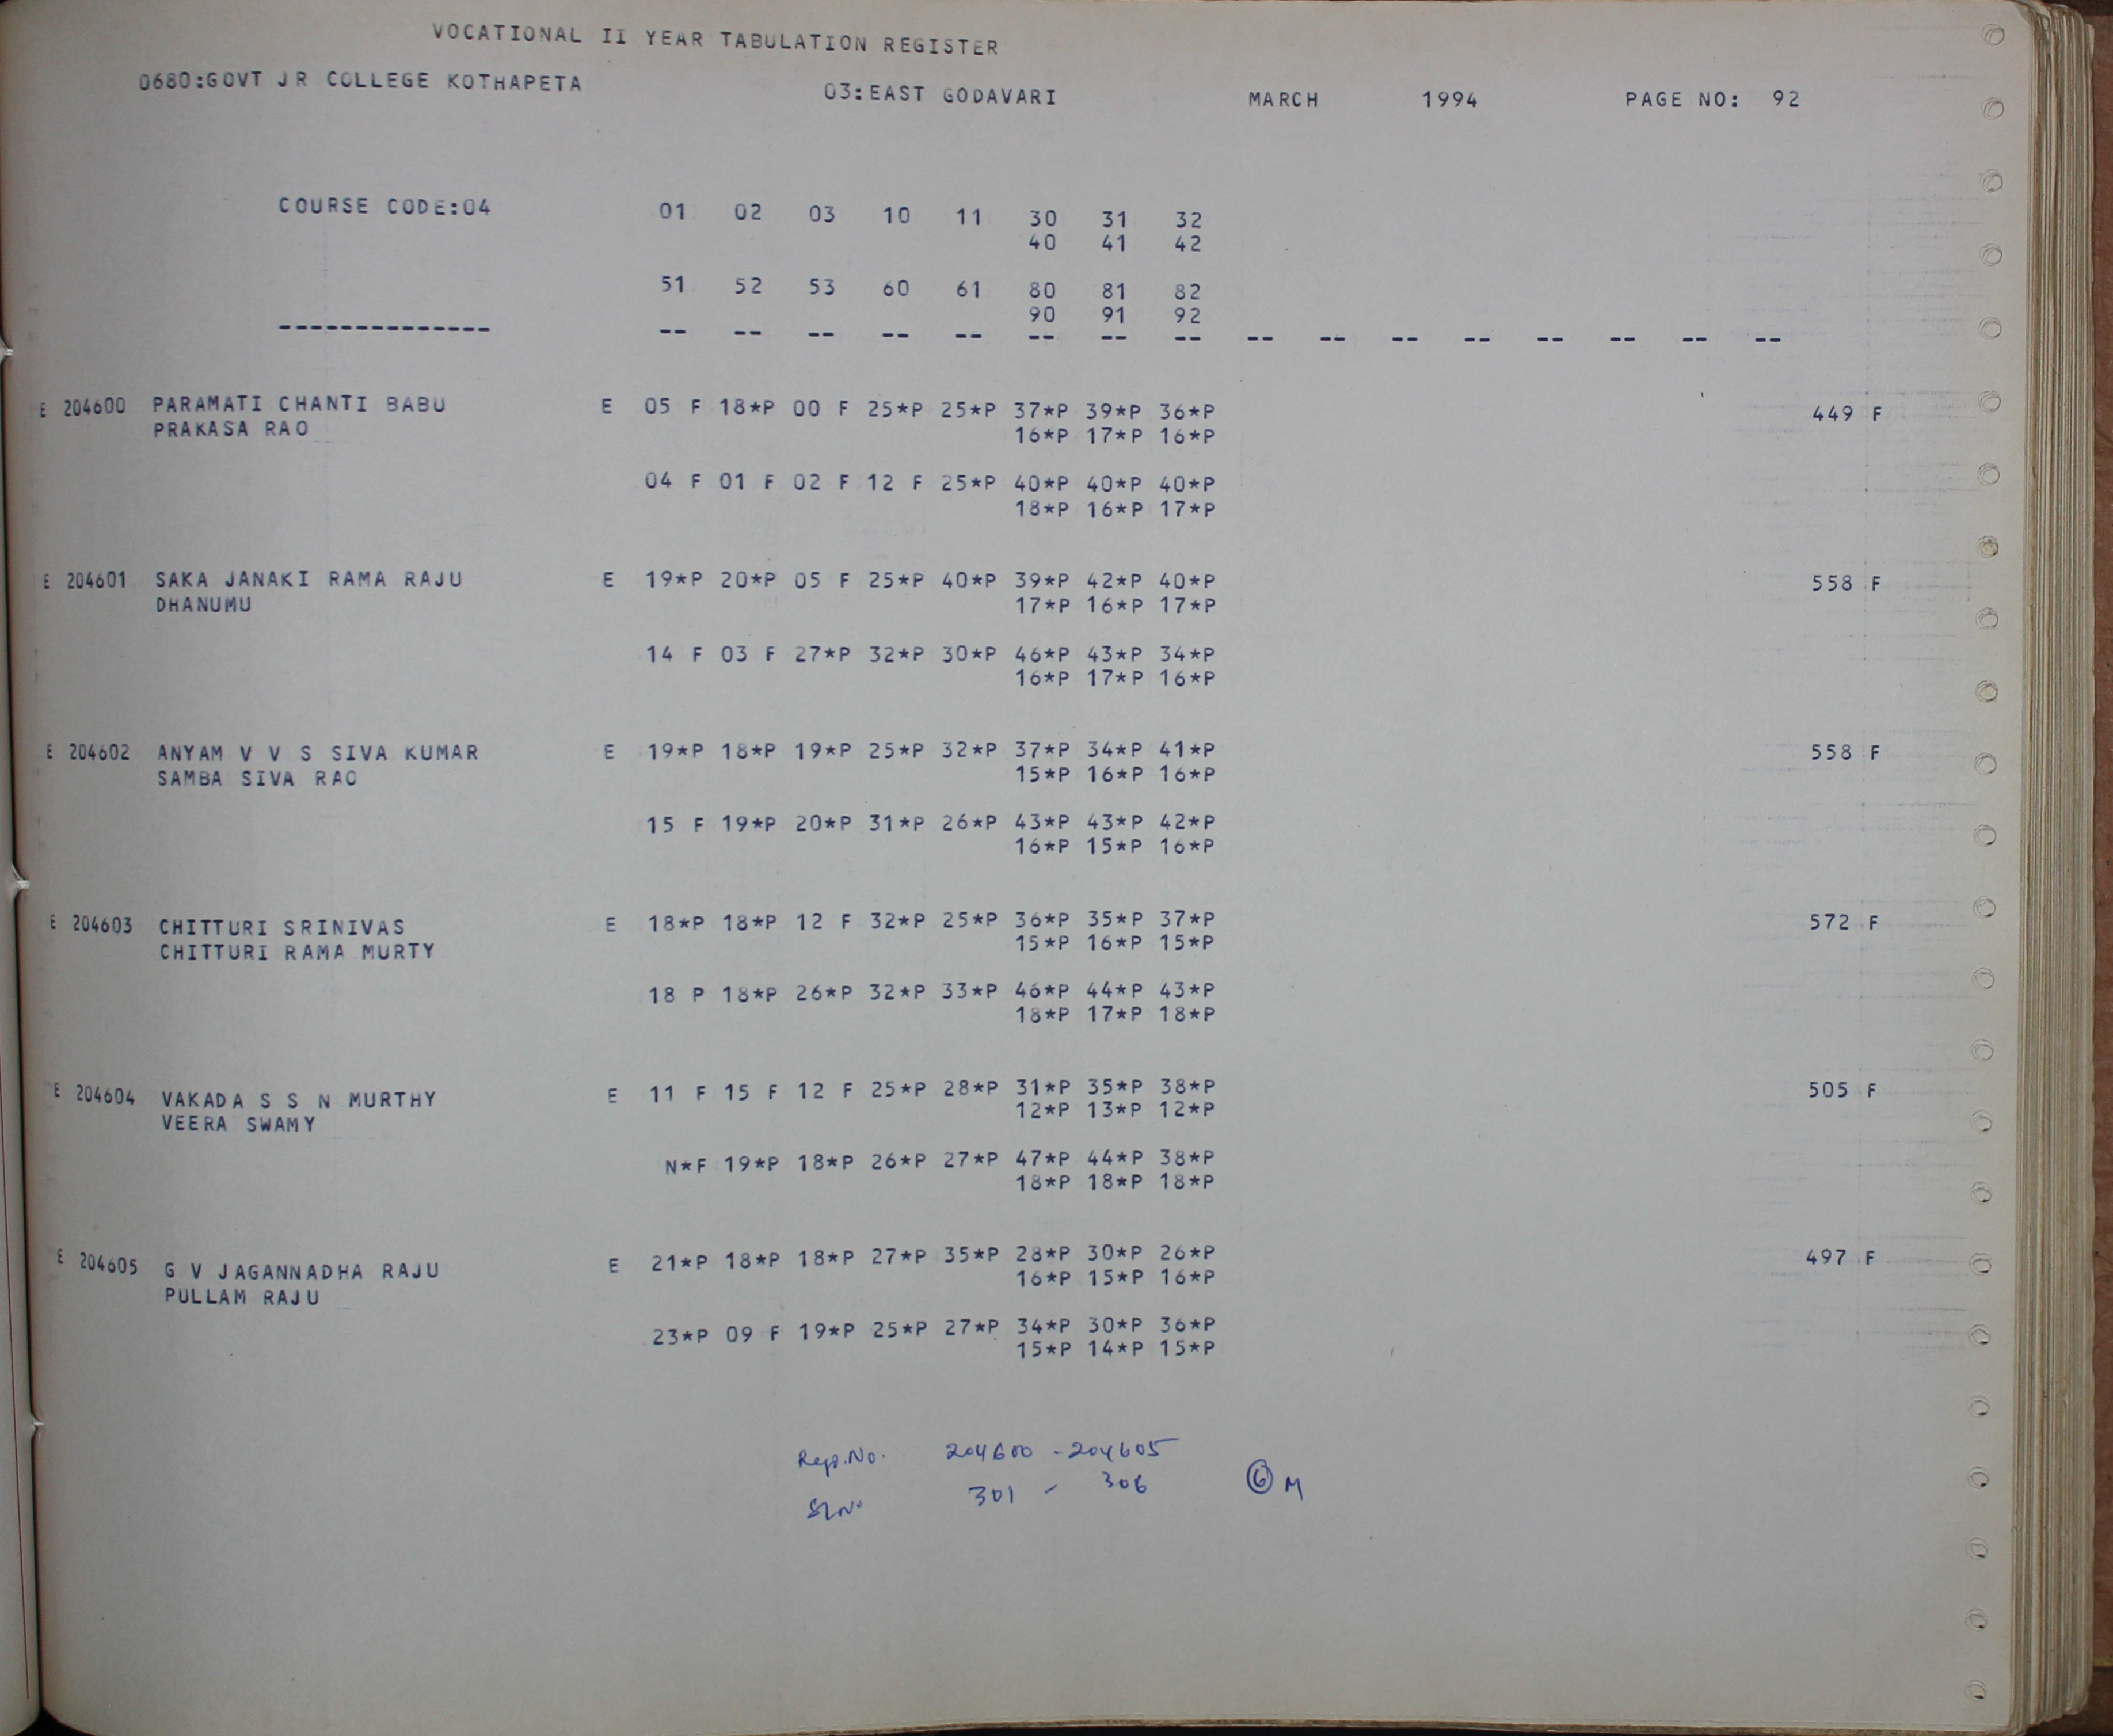 VOCATIONAL II YEAR TABULATION REGISTER
0680:GOVT JR COLLEGE KOTHAPETA 03:EAST GODAVARI MARCH 1994 PAGE NO: 92
COURSE CODE:04 01 02 03 10 11 30 31 32
40 41 42
51 52 53 60 61 80 81 82
90 91 92
-------------- -- -- -- -- -- -- -- -- -- -- -- -- -- -- -- --
E 204600 PARAMATI CHANTI BABU E 05 F 18*P 00 F 25*P 25*P 37*P 39*P 36*P 449 F
PRAKASA RAO 16*P 17*P 16*P
04 F 01 F 02 F 12 F 25*P 40*P 40*P 40*P
18*P 16*P 17*P
E 204601 SAKA JANAKI RAMA RAJU E 19*P 20*P 05 F 25*P 40*P 39*P 42*P 40*P 558 F
DHANUMU 17*P 16*P 17*P
14 F 03 F 27*P 32*P 30*P 46*P 43*P 34*P
16*P 17*P 16*P
E 204602 ANYAM V V S SIVA KUMAR E 19*P 18*P 19*P 25*P 32*P 37*P 34*P 41*P 558 F
SAMBA SIVA RAO 15*P 16*P 16*P
15 F 19*P 20*P 31*P 26*P 43*P 43*P 42*P
16*P 15*P 16*P
E 204603 CHITTURI SRINIVAS E 18*P 18*P 12 F 32*P 25*P 36*P 35*P 37*P 572 F
CHITTURI RAMA MURTY 15*P 16*P 15*P
18 P 18*P 26*P 32*P 33*P 46*P 44*P 43*P
18*P 17*P 18*P
E 204604 VAKADA S S N MURTHY E 11 F 15 F 12 F 25*P 28*P 31*P 35*P 38*P 505 F
VEERA SWAMY 12*P 13*P 12*P
N*F 19*P 18*P 26*P 27*P 47*P 44*P 38*P
18*P 18*P 18*P
E 204605 G V JAGANNADHA RAJU E 21*P 18*P 18*P 27*P 35*P 28*P 30*P 26*P 497 F
PULLAM RAJU 16*P 15*P 16*P
23*P 09 F 19*P 25*P 27*P 34*P 30*P 36*P
15*P 14*P 15*P
Regd.No. 204600 - 204605
Sl.No 301 - 306 6 M